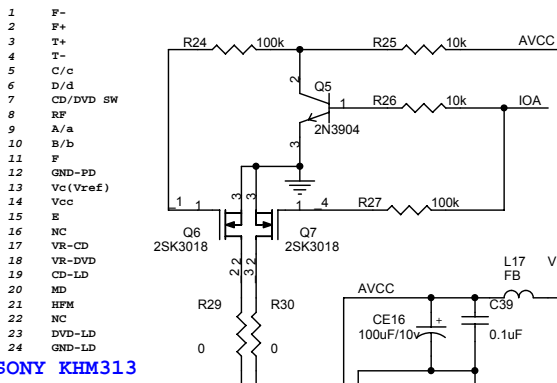 1 F-
2 F+
3 T+
4 T-
5 C/c
6 D/d
7 CD/DVD SW
8 RF
9 A/a
10 B/b
11 F
12 GND-PD
13 Vc(Vref)
14 Vcc
15 E
16 NC
17 VR-CD
18 VR-DVD
19 CD-LD
20 MD
21 HFM
22 NC
23 DVD-LD
24 GND-LD
SONY KHM313
R24 100k R25 10k AVCC
2 Q5
1 R26 10k IOA
2N3904
3
3 3
1 1 1 4 R27 100k
Q6 Q7
2SK3018 2SK3018
2 2 3 2
R29 R30
0 0
L17 V
FB
AVCC
C39
CE16 +
100uF/10v 0.1uF